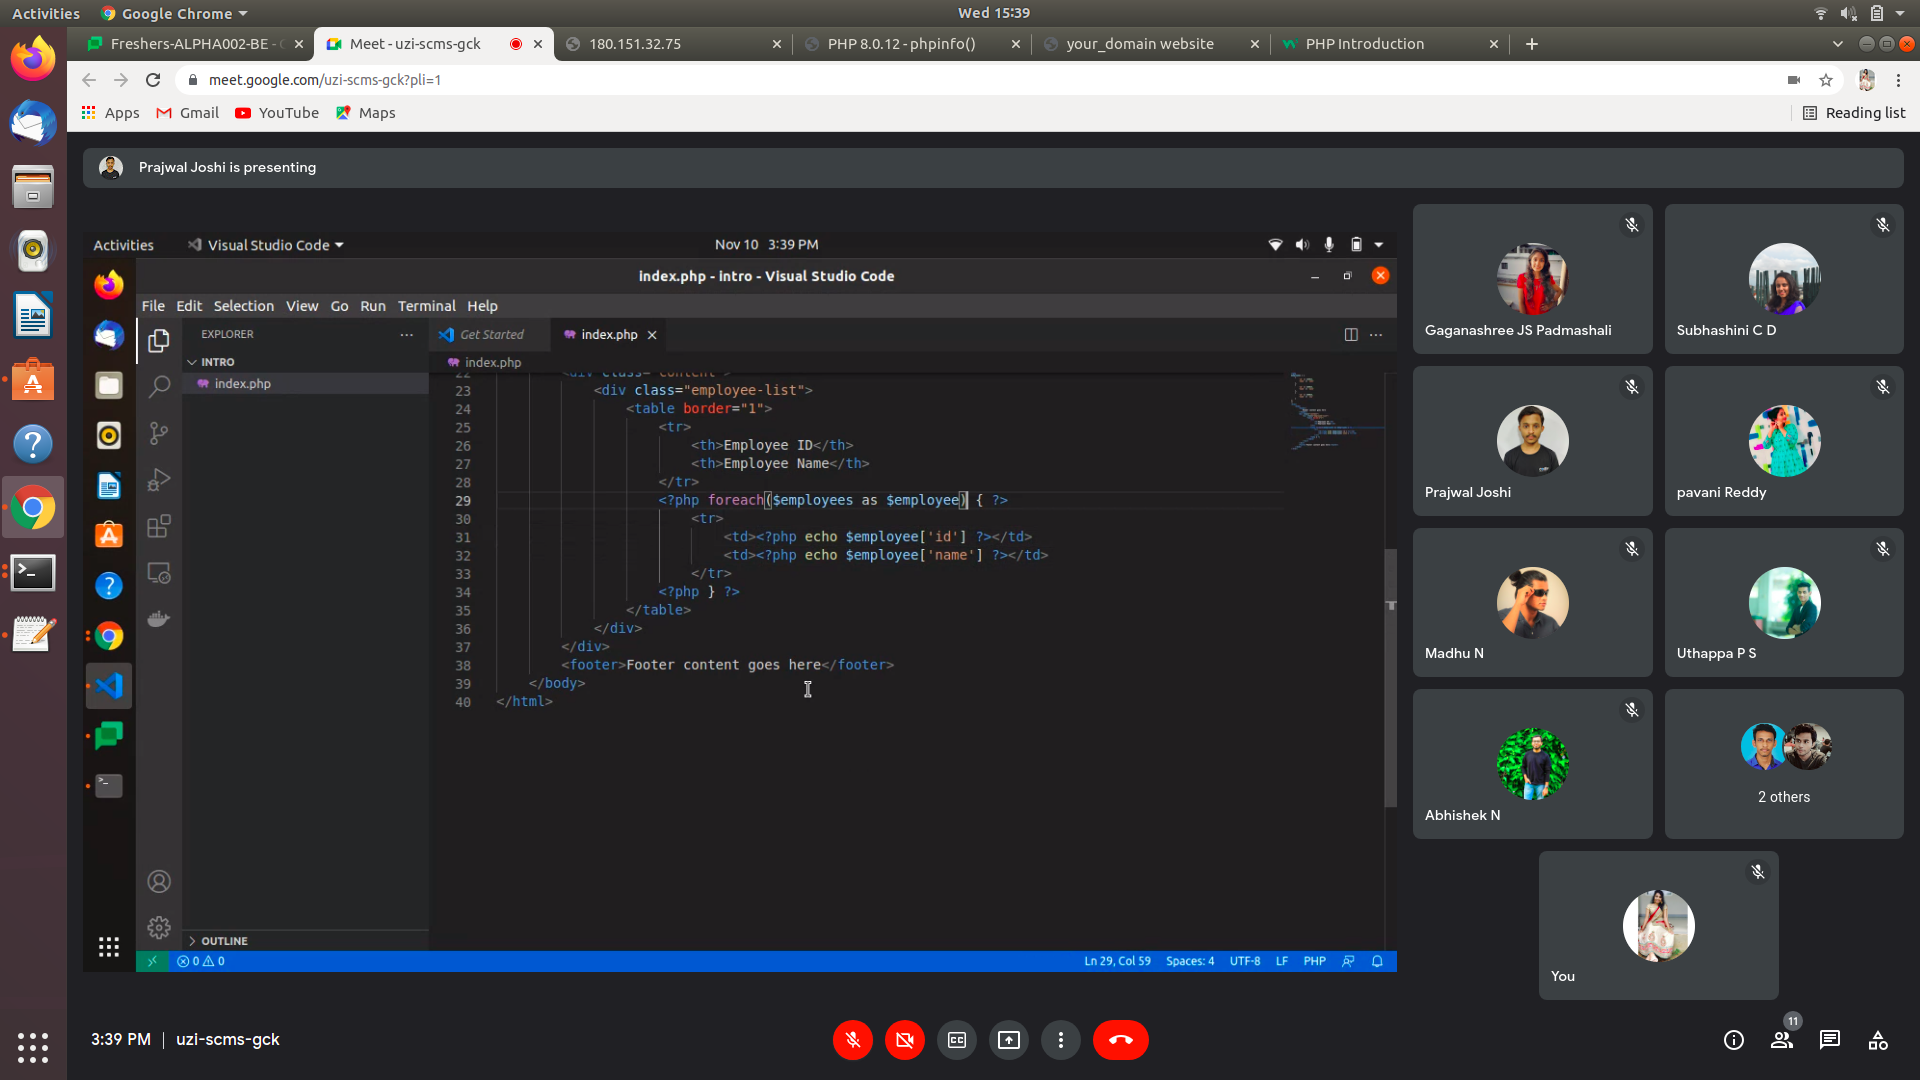 Activities
Google Chrome
Wed 15:39
Freshers-ALPHA002-BE -
Meet - uzi-scms-gck
180.151.32.75
PHP 8.0.12 - phpinfo()
your_domain website
PHP Introduction
meet.google.com/uzi-scms-gck?pli=1
Apps
Gmail
YouTube
Maps
Reading list
Prajwal Joshi is presenting
Activities
Visual Studio Code
Nov 10 3:39 PM
index.php - intro - Visual Studio Code
File Edit Selection View Go Run Terminal Help
EXPLORER
Get Started
index.php
INTRO
index.php
index.php
22 <div class="content">
23 <div class="employee-list">
24 <table border="1">
25 <tr>
26 <th>Employee ID</th>
27 <th>Employee Name</th>
28 </tr>
29 <?php foreach($employees as $employee) { ?>
30 <tr>
31 <td><?php echo $employee['id'] ?></td>
32 <td><?php echo $employee['name'] ?></td>
33 </tr>
34 <?php } ?>
35 </table>
36 </div>
37 </div>
38 <footer>Footer content goes here</footer>
39 </body>
40 </html>
OUTLINE
0 0
Ln 29, Col 59
Spaces: 4
UTF-8
LF
PHP
Gaganashree JS Padmashali
Subhashini C D
Prajwal Joshi
pavani Reddy
Madhu N
Uthappa P S
Abhishek N
2 others
You
3:39 PM | uzi-scms-gck
11